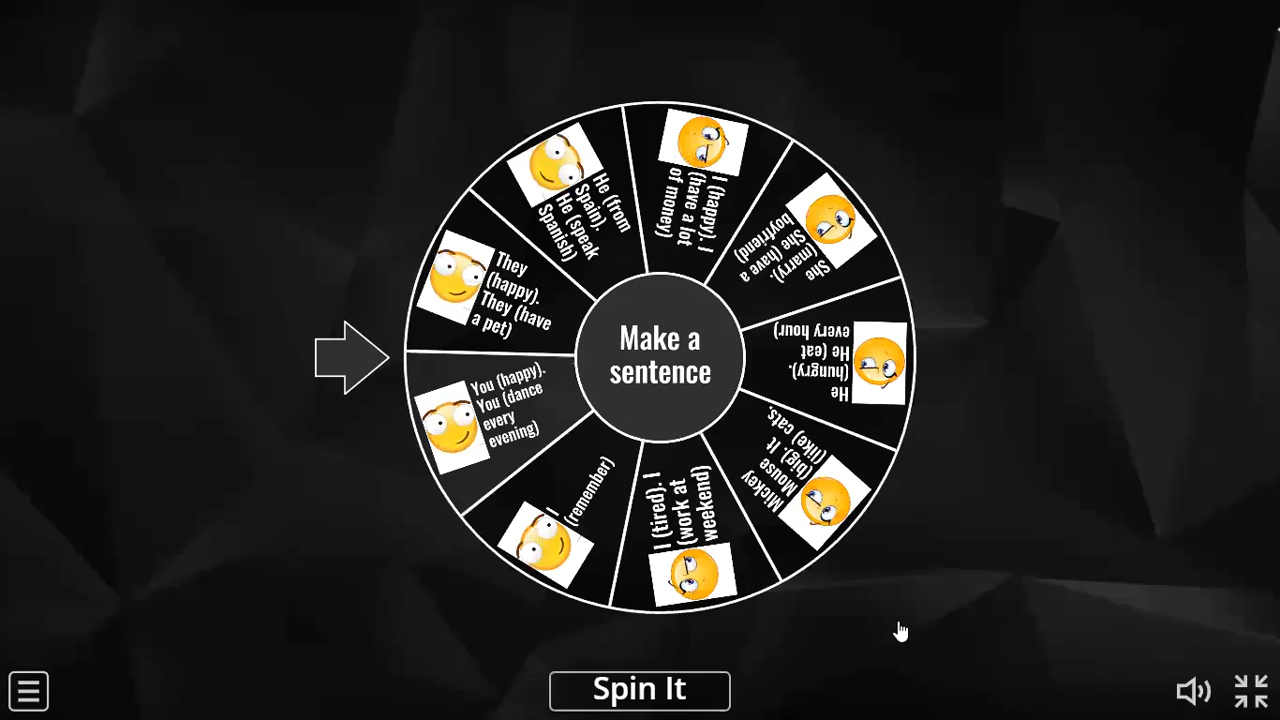 I (happy). I
(have a lot
of money)
She
(marry).
She (have a
boyfriend)
He
(hungry).
He (eat
every hour)
Mickey
Mouse
(big). It
(like) cats.
I (tired). I
(work at
weekend)
I
(remember)
You (happy).
You (dance
every
evening)
They
(happy).
They (have
a pet)
He (from
Spain).
He (speak
Spanish)
Make a
sentence
Spin It